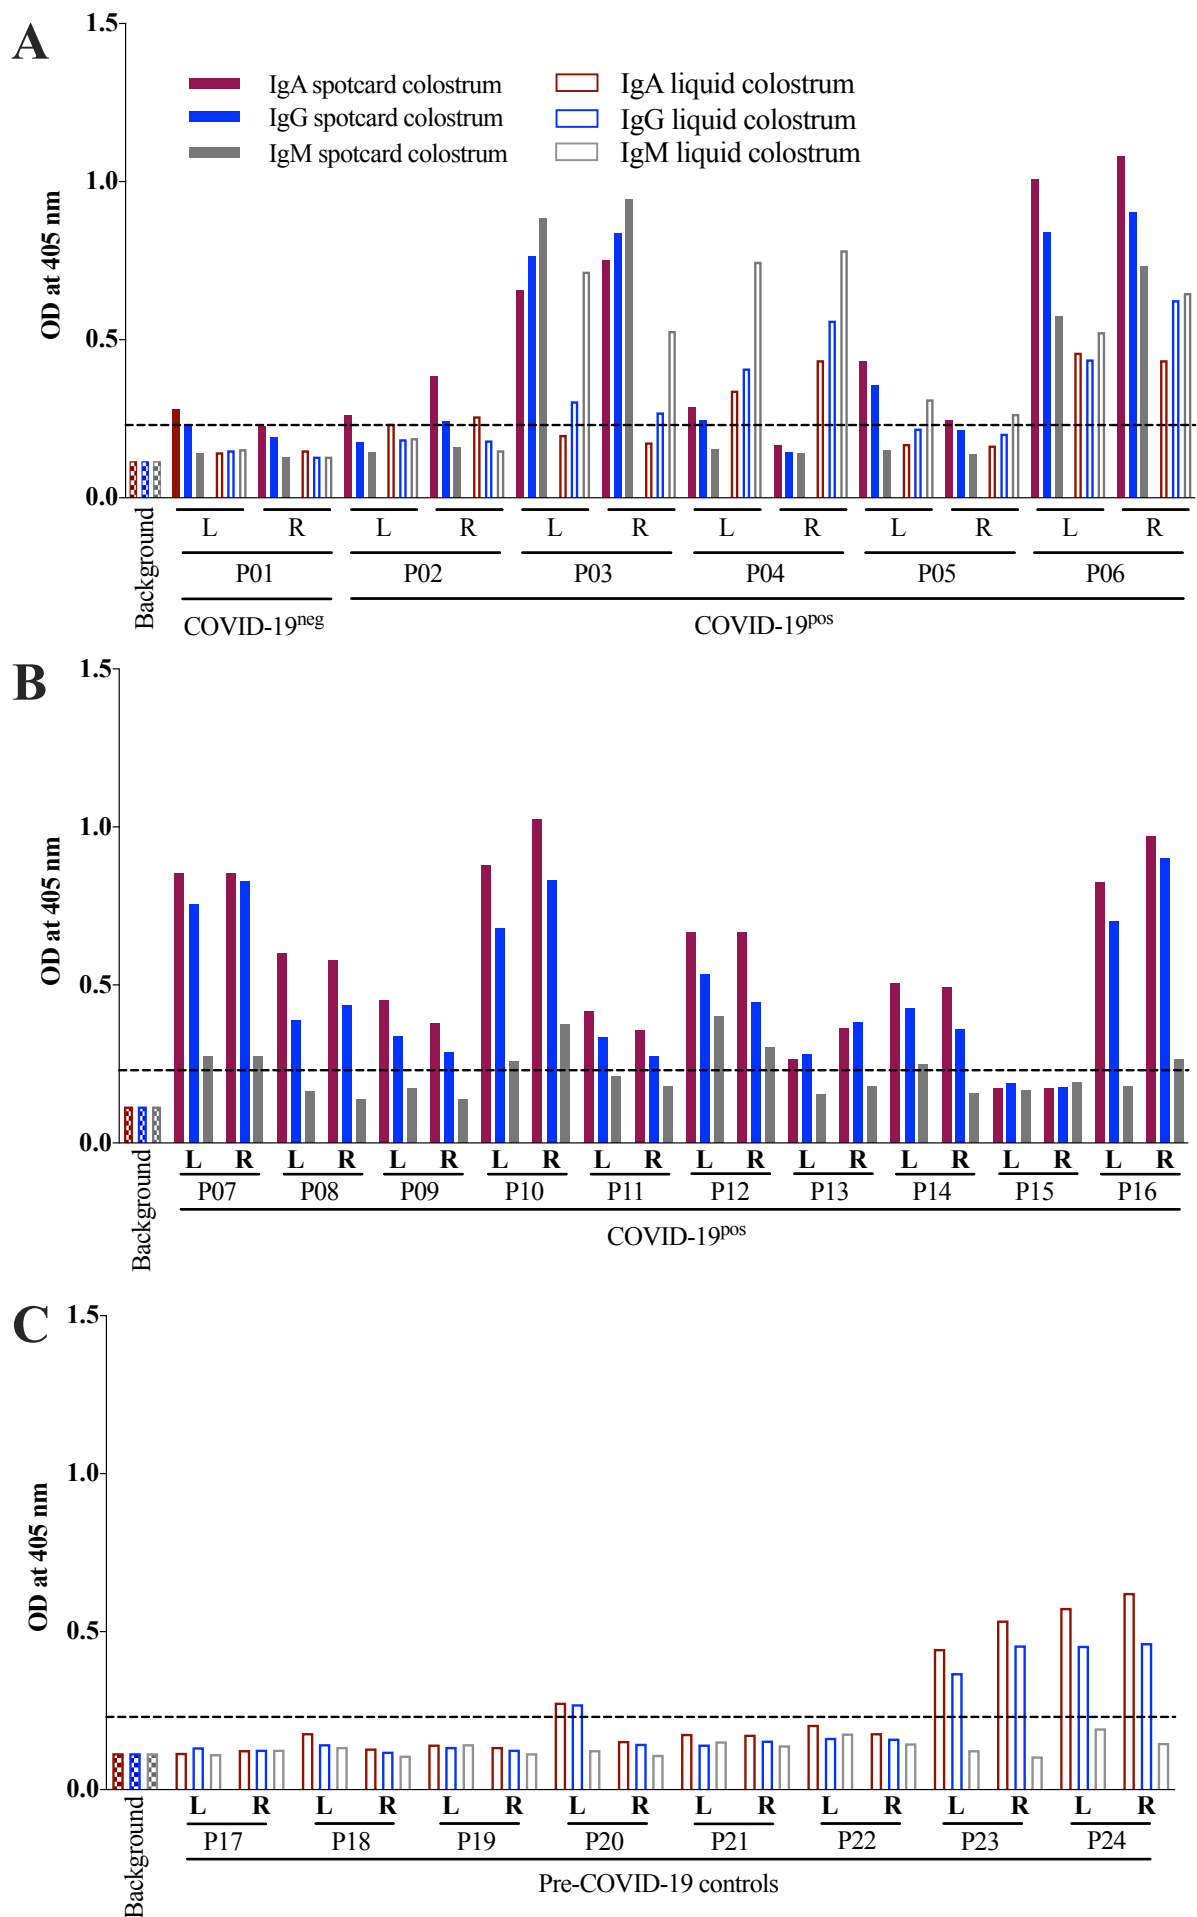 A
1.5
IgA spotcard colostrum
IgA liquid colostrum
IgG spotcard colostrum
IgG liquid colostrum
IgM spotcard colostrum
IgM liquid colostrum
1.0
OD at 405 nm
0.5
0.0
Background
L R L R L R L R L R L R
P01 P02 P03 P04 P05 P06
COVID-19neg COVID-19pos
B
1.5
1.0
OD at 405 nm
0.5
0.0
Background
L R L R L R L R L R L R L R L R L R L R
P07 P08 P09 P10 P11 P12 P13 P14 P15 P16
COVID-19pos
C
1.5
1.0
OD at 405 nm
0.5
0.0
Background
L R L R L R L R L R L R L R L R
P17 P18 P19 P20 P21 P22 P23 P24
Pre-COVID-19 controls